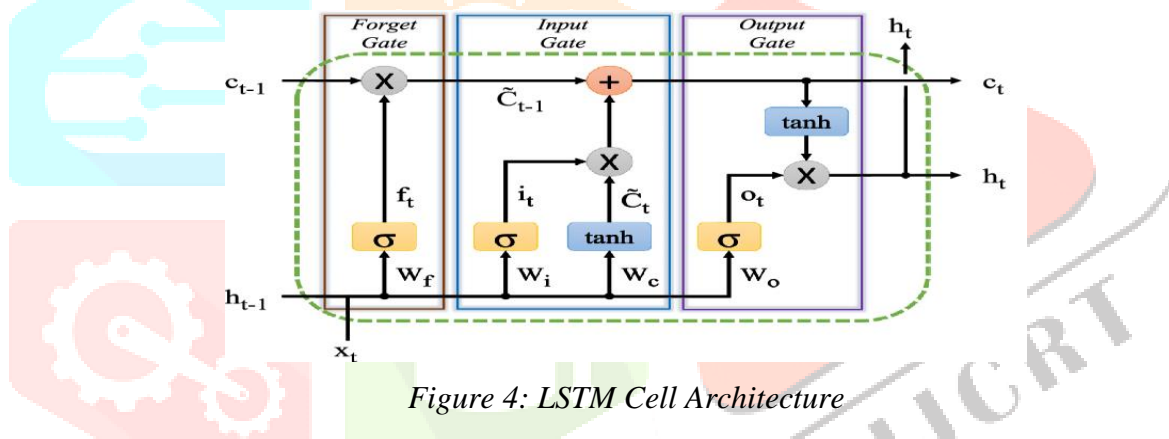 Forget Gate
Input Gate
Output Gate
h_t
c_{t-1}
X
C̃_{t-1}
+
c_t
tanh
X
X
h_t
f_t
i_t
C̃_t
o_t
σ
σ
tanh
σ
W_f
W_i
W_c
W_o
h_{t-1}
x_t
Figure 4: LSTM Cell Architecture
IJCRT